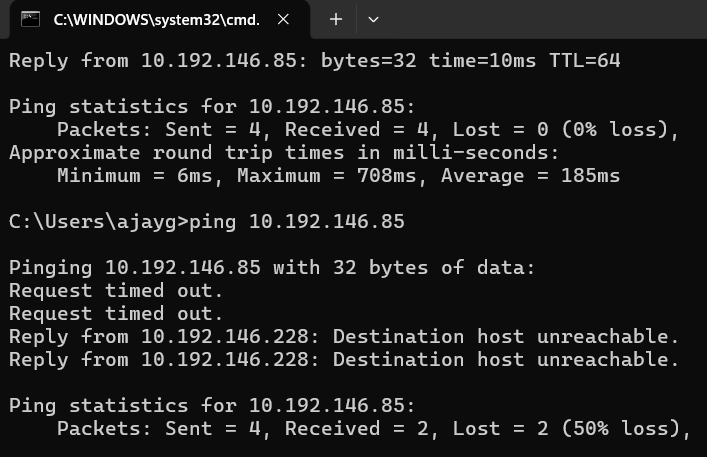 C:\WINDOWS\system32\cmd.
Reply from 10.192.146.85: bytes=32 time=10ms TTL=64
Ping statistics for 10.192.146.85:
    Packets: Sent = 4, Received = 4, Lost = 0 (0% loss),
Approximate round trip times in milli-seconds:
    Minimum = 6ms, Maximum = 708ms, Average = 185ms
C:\Users\ajayg>ping 10.192.146.85
Pinging 10.192.146.85 with 32 bytes of data:
Request timed out.
Request timed out.
Reply from 10.192.146.228: Destination host unreachable.
Reply from 10.192.146.228: Destination host unreachable.
Ping statistics for 10.192.146.85:
    Packets: Sent = 4, Received = 2, Lost = 2 (50% loss),